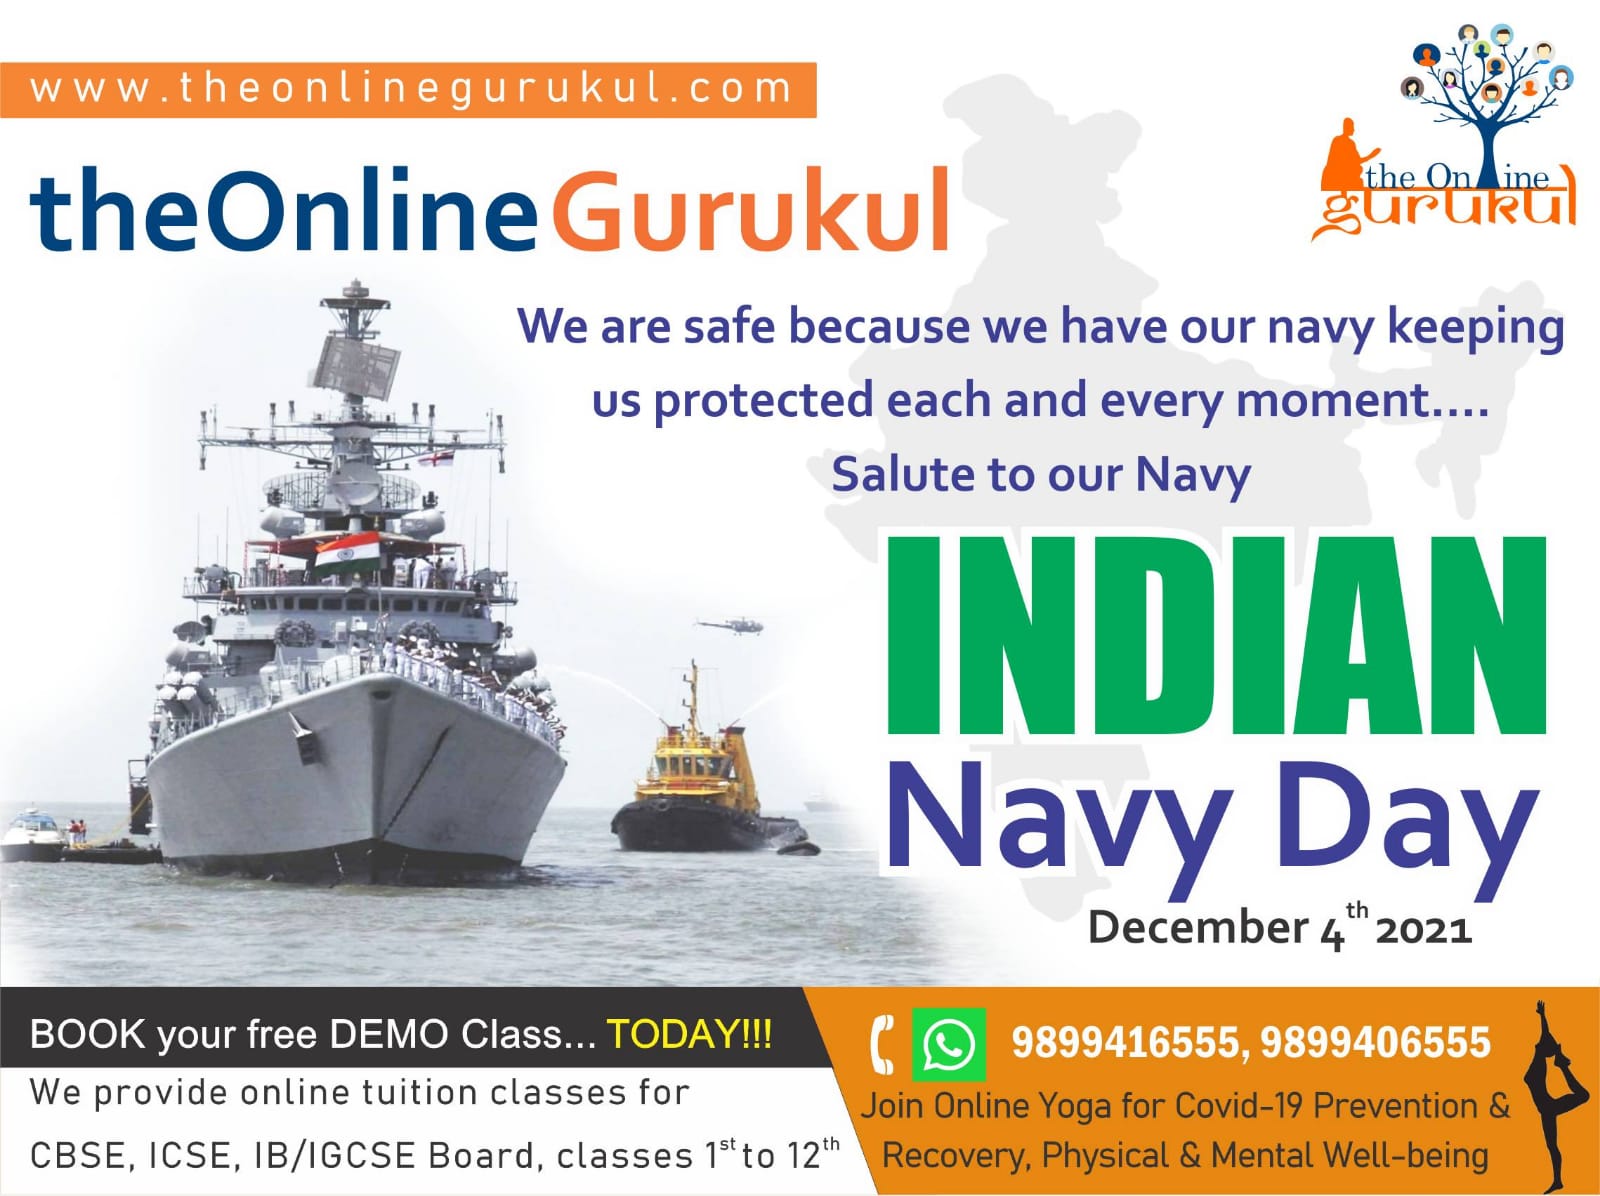 www.theonlinegurukul.com
the Online
gurukul
theOnlineGurukul
We are safe because we have our navy keeping
us protected each and every moment....
Salute to our Navy
INDIAN
Navy Day
December 4th 2021
BOOK your free DEMO Class... TODAY!!!
We provide online tuition classes for
CBSE, ICSE, IB/IGCSE Board, classes 1st to 12th
9899416555, 9899406555
Join Online Yoga for Covid-19 Prevention &
Recovery, Physical & Mental Well-being